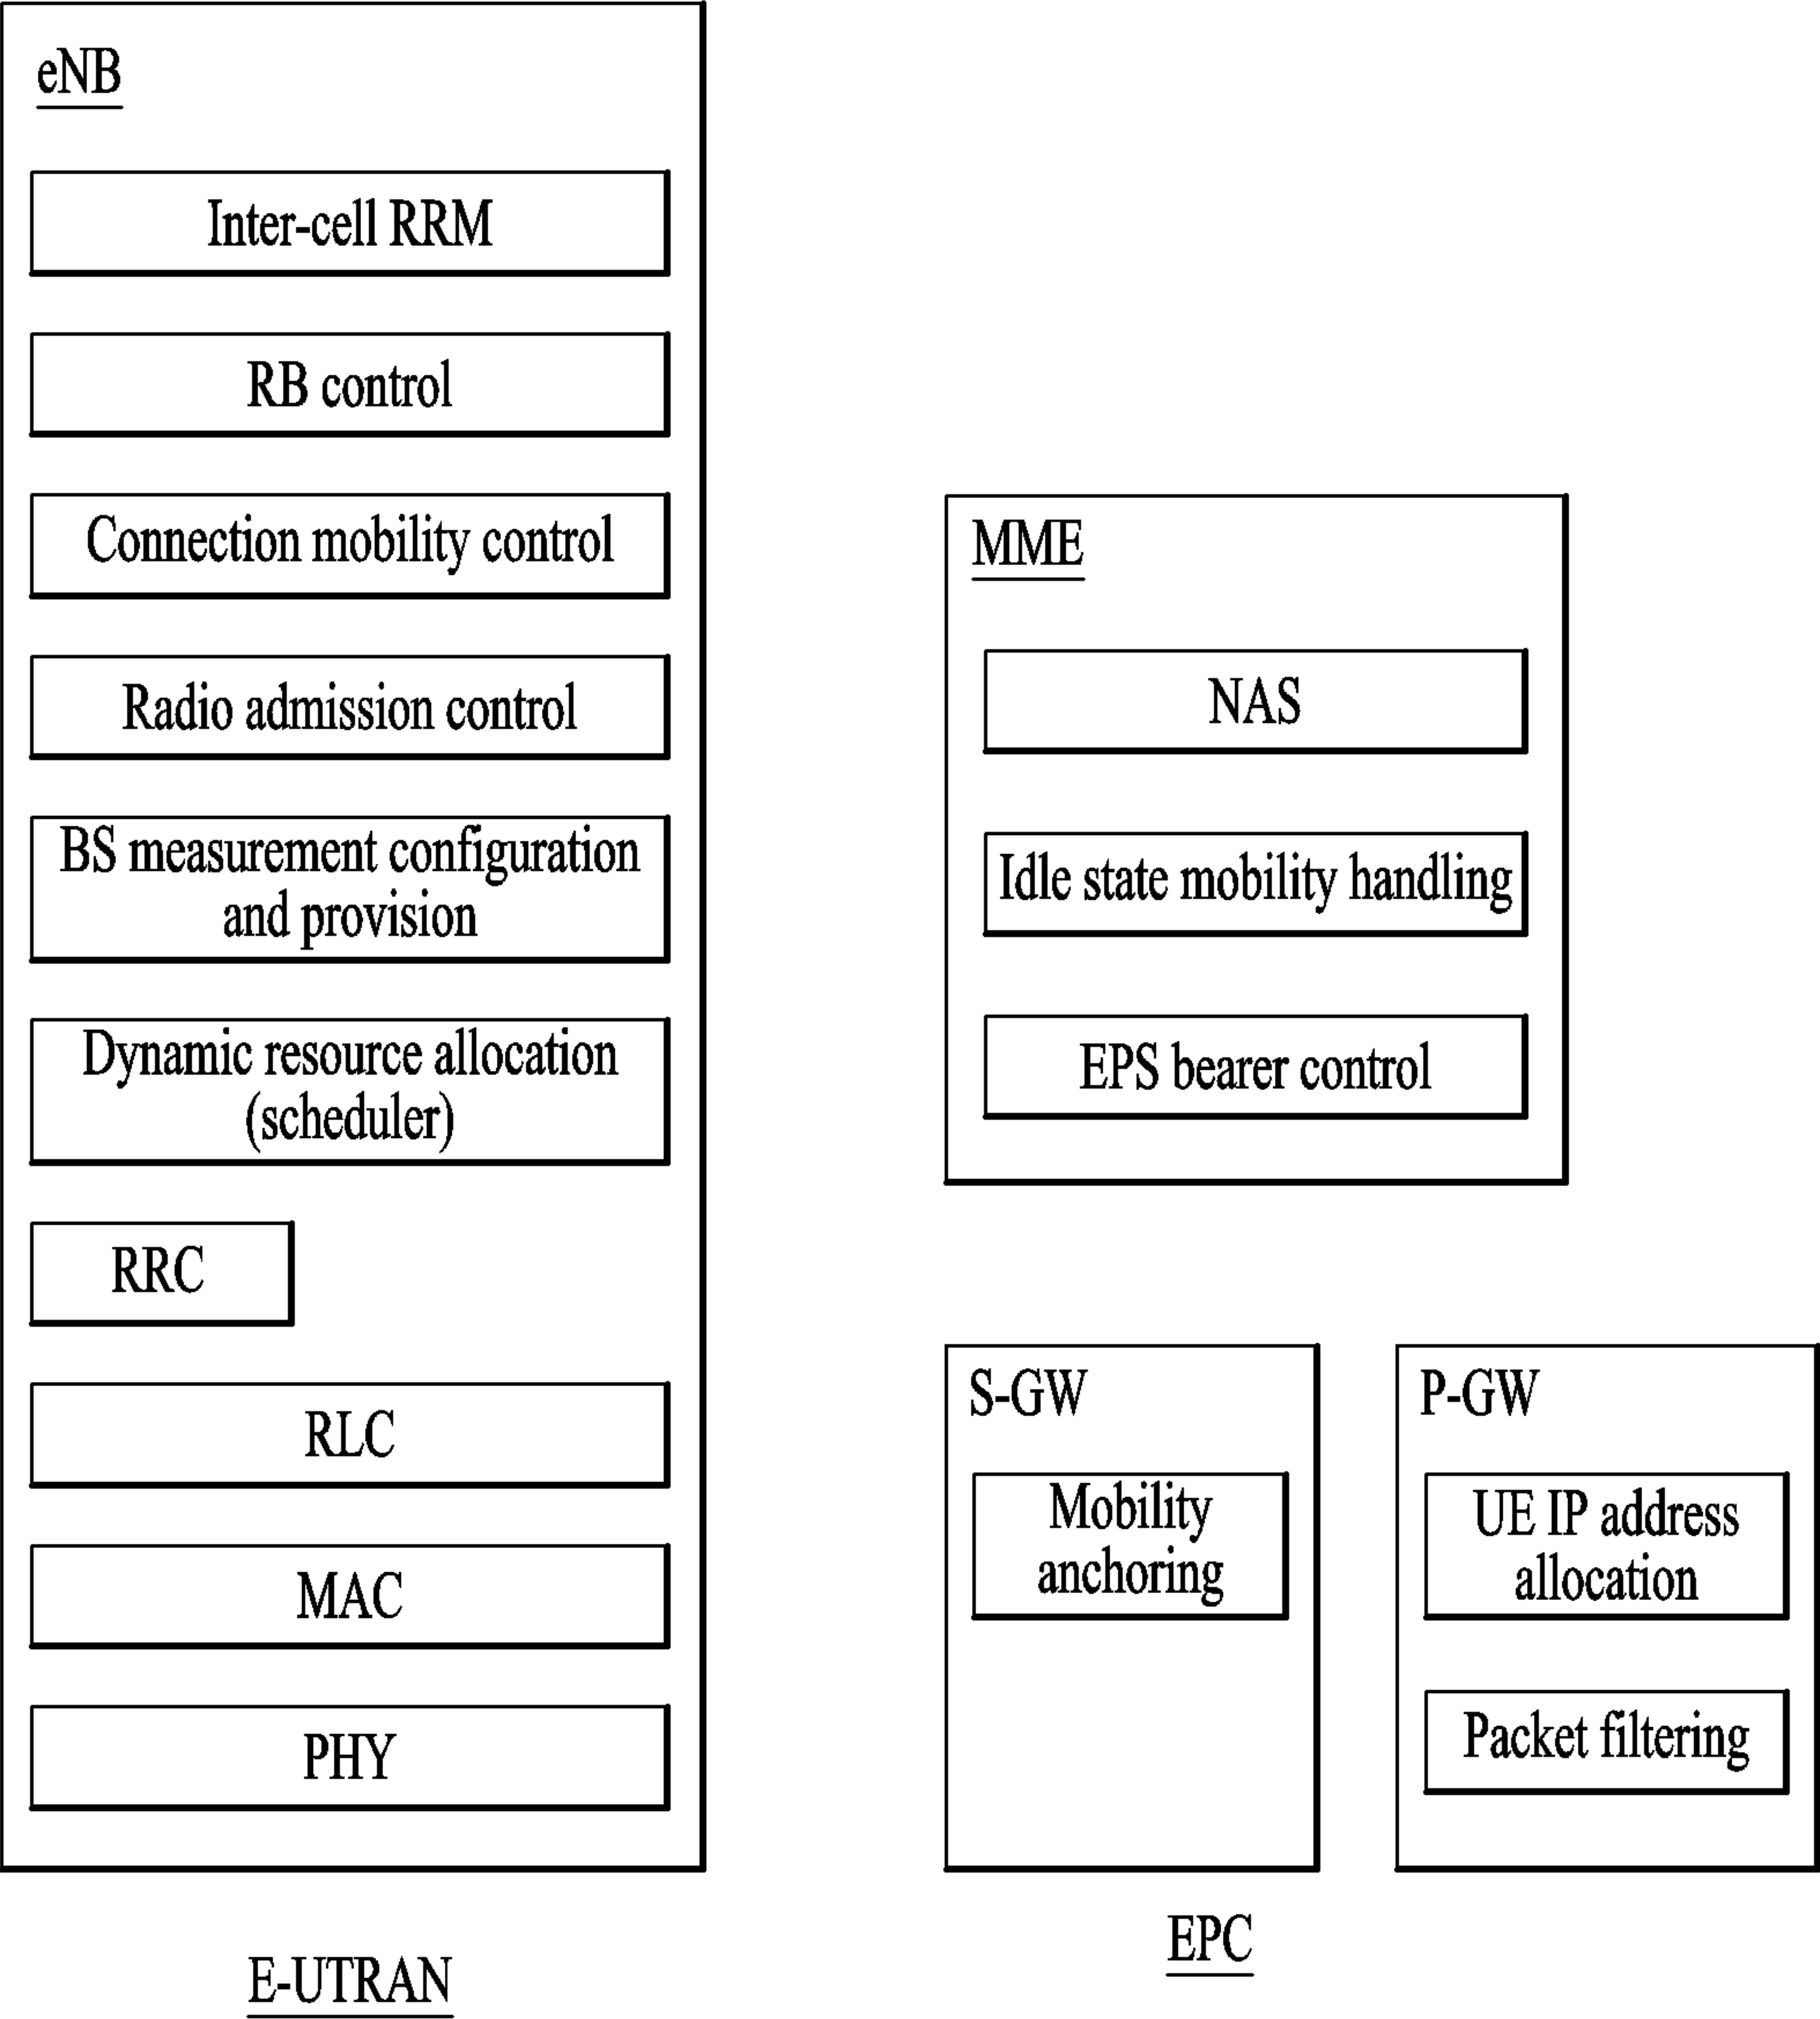 eNB
Inter-cell RRM
RB control
Connection mobility control
Radio admission control
BS measurement configuration
and provision
Dynamic resource allocation
(scheduler)
RRC
RLC
MAC
PHY
E-UTRAN
MME
NAS
Idle state mobility handling
EPS bearer control
S-GW
Mobility
anchoring
P-GW
UE IP address
allocation
Packet filtering
EPC